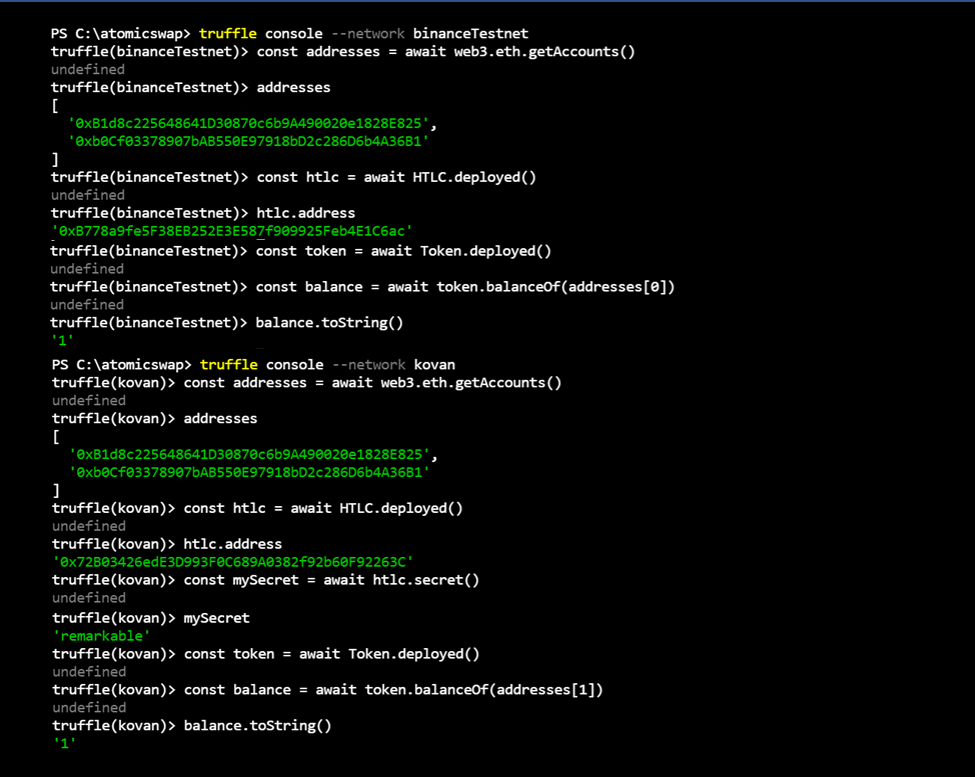 PS C:\atomicswap> truffle console --network binanceTestnet
truffle(binanceTestnet)> const addresses = await web3.eth.getAccounts()
undefined
truffle(binanceTestnet)> addresses
[
'0xB1d8c225648641D30870c6b9A490020e1828E825',
'0xb0Cf03378907bAB550E97918bD2c286D6b4A36B1'
]
truffle(binanceTestnet)> const htlc = await HTLC.deployed()
undefined
truffle(binanceTestnet)> htlc.address
'0xB778a9fe5F38EB252E3E587f909925Feb4E1C6ac'
truffle(binanceTestnet)> const token = await Token.deployed()
undefined
truffle(binanceTestnet)> const balance = await token.balanceOf(addresses[0])
undefined
truffle(binanceTestnet)> balance.toString()
'1'
PS C:\atomicswap> truffle console --network kovan
truffle(kovan)> const addresses = await web3.eth.getAccounts()
undefined
truffle(kovan)> addresses
[
'0xB1d8c225648641D30870c6b9A490020e1828E825',
'0xb0Cf03378907bAB550E97918bD2c286D6b4A36B1'
]
truffle(kovan)> const htlc = await HTLC.deployed()
undefined
truffle(kovan)> htlc.address
'0x72B03426edE3D993F0C689A0382f92b60F92263C'
truffle(kovan)> const mySecret = await htlc.secret()
undefined
truffle(kovan)> mySecret
'remarkable'
truffle(kovan)> const token = await Token.deployed()
undefined
truffle(kovan)> const balance = await token.balanceOf(addresses[1])
undefined
truffle(kovan)> balance.toString()
'1'